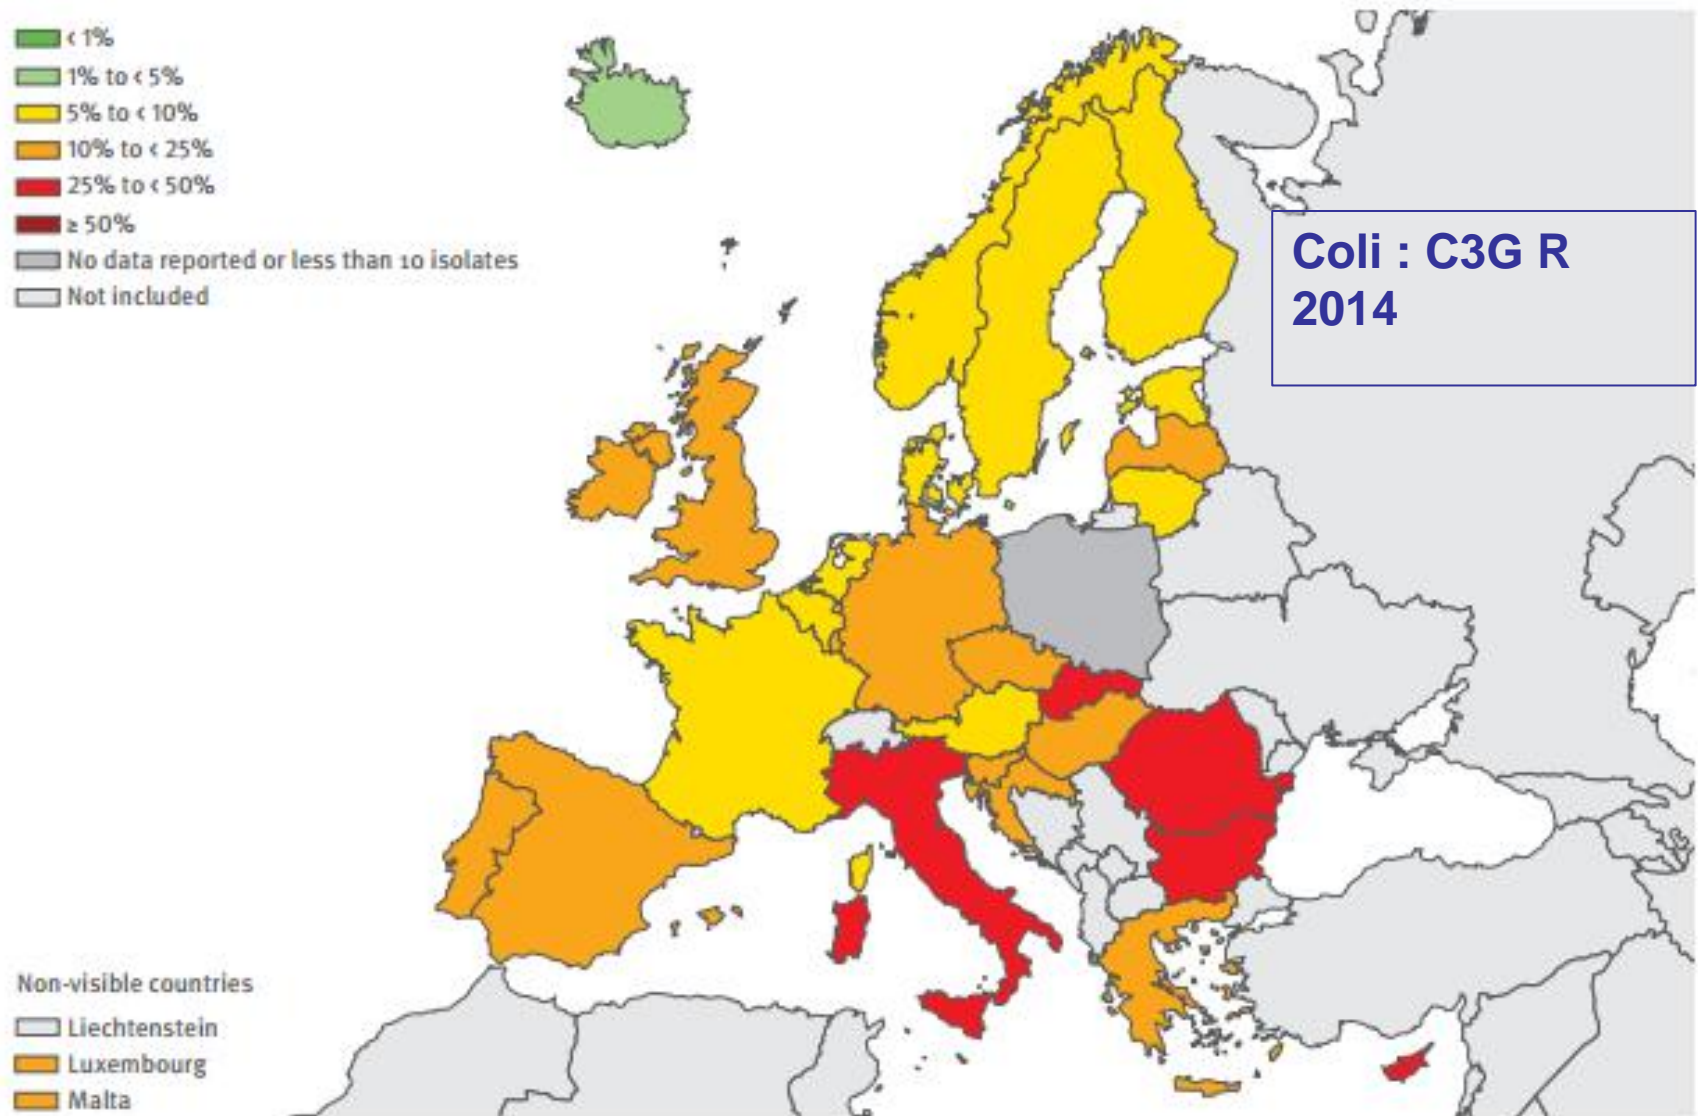 < 1%
1% to < 5%
5% to < 10%
10% to < 25%
25% to < 50%
≥ 50%
No data reported or less than 10 isolates
Not included
Coli : C3G R
2014
Non-visible countries
Liechtenstein
Luxembourg
Malta